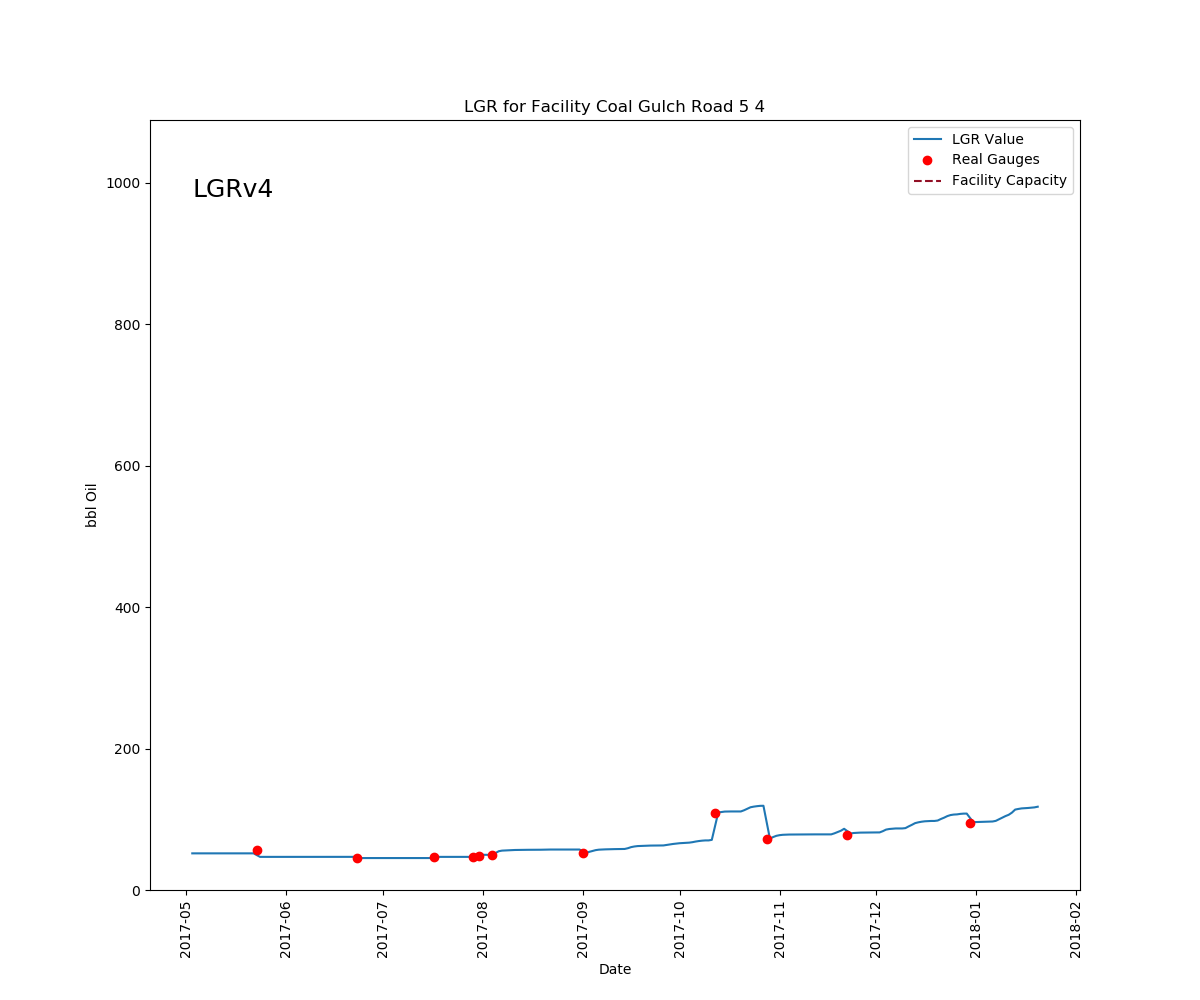 LGR for Facility Coal Gulch Road 5 4
LGRv4
LGR Value
Real Gauges
Facility Capacity
1000
800
600
400
200
0
bbl Oil
2017-05
2017-06
2017-07
2017-08
2017-09
2017-10
2017-11
2017-12
2018-01
2018-02
Date